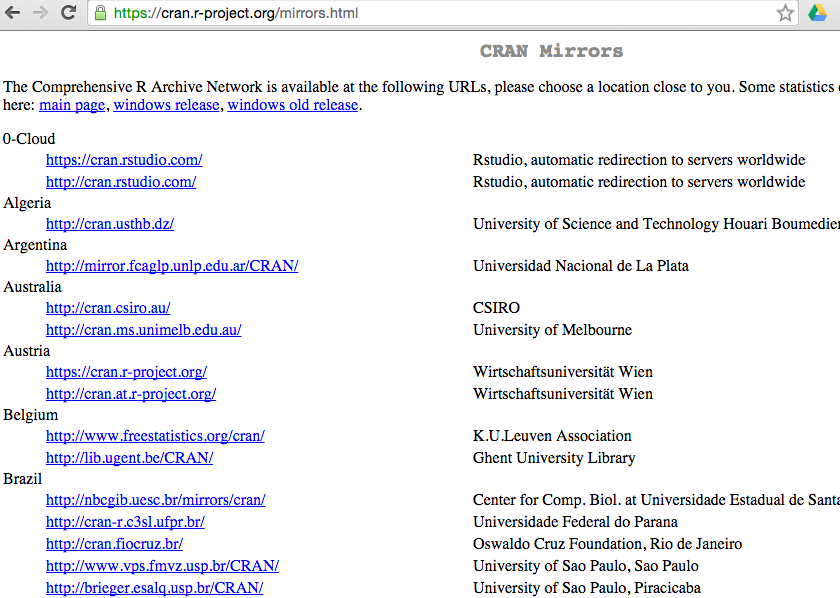 https://cran.r-project.org/mirrors.html
CRAN Mirrors
The Comprehensive R Archive Network is available at the following URLs, please choose a location close to you. Some statistics
here: main page, windows release, windows old release.
0-Cloud
https://cran.rstudio.com/ Rstudio, automatic redirection to servers worldwide
http://cran.rstudio.com/ Rstudio, automatic redirection to servers worldwide
Algeria
http://cran.usthb.dz/ University of Science and Technology Houari Boumedien
Argentina
http://mirror.fcaglp.unlp.edu.ar/CRAN/ Universidad Nacional de La Plata
Australia
http://cran.csiro.au/ CSIRO
http://cran.ms.unimelb.edu.au/ University of Melbourne
Austria
https://cran.r-project.org/ Wirtschaftsuniversität Wien
http://cran.at.r-project.org/ Wirtschaftsuniversität Wien
Belgium
http://www.freestatistics.org/cran/ K.U.Leuven Association
http://lib.ugent.be/CRAN/ Ghent University Library
Brazil
http://nbcgib.uesc.br/mirrors/cran/ Center for Comp. Biol. at Universidade Estadual de Santa
http://cran-r.c3sl.ufpr.br/ Universidade Federal do Parana
http://cran.fiocruz.br/ Oswaldo Cruz Foundation, Rio de Janeiro
http://www.vps.fmvz.usp.br/CRAN/ University of Sao Paulo, Sao Paulo
http://brieger.esalq.usp.br/CRAN/ University of Sao Paulo, Piracicaba